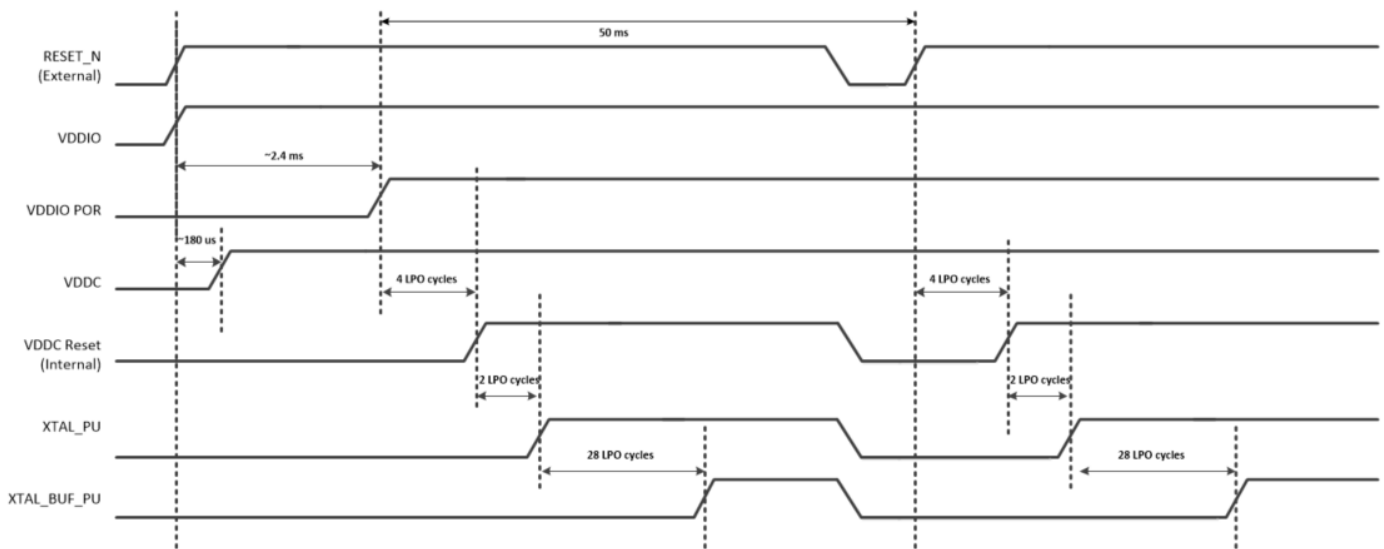 50 ms
RESET_N
(External)
VDDIO
~2.4 ms
VDDIO POR
~180 us
VDDC
4 LPO cycles
4 LPO cycles
VDDC Reset
(Internal)
2 LPO cycles
2 LPO cycles
XTAL_PU
28 LPO cycles
28 LPO cycles
XTAL_BUF_PU